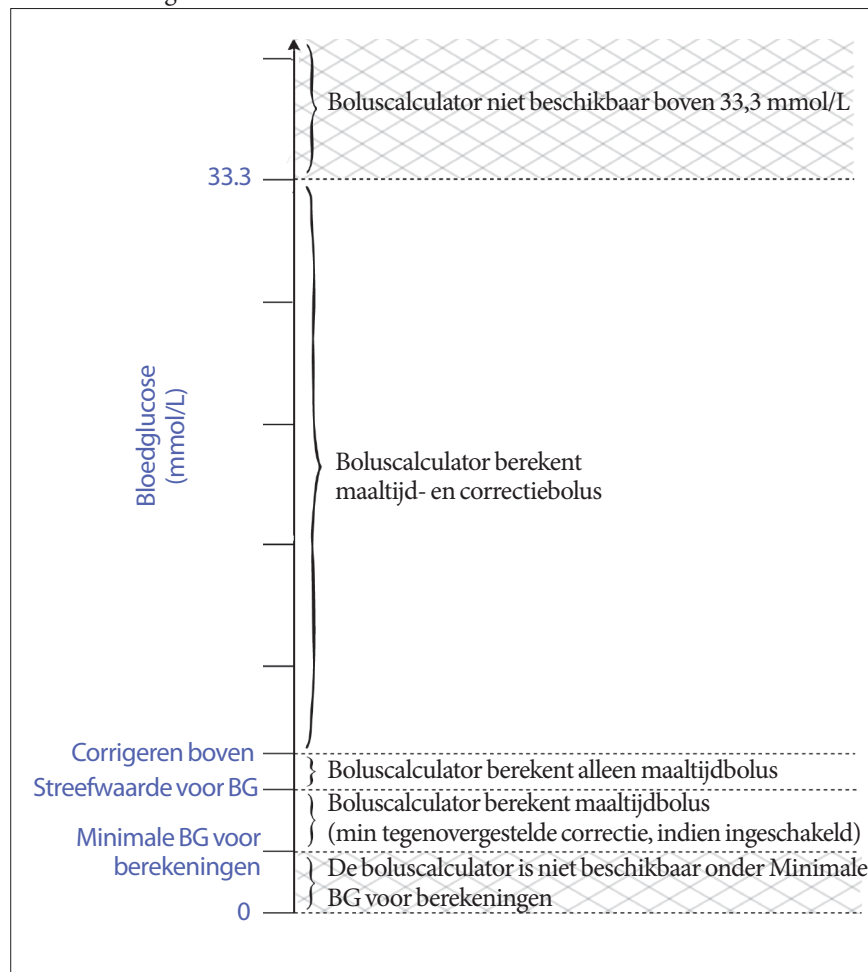 Boluscalculator niet beschikbaar boven 33,3 mmol/L
33.3
Bloedglucose
(mmol/L)
Boluscalculator berekent
maaltijd- en correctiebolus
Corrigeren boven
Boluscalculator berekent alleen maaltijdbolus
Streefwaarde voor BG
Boluscalculator berekent maaltijdbolus
(min tegenovergestelde correctie, indien ingeschakeld)
Minimale BG voor
berekeningen
De boluscalculator is niet beschikbaar onder Minimale
BG voor berekeningen
0